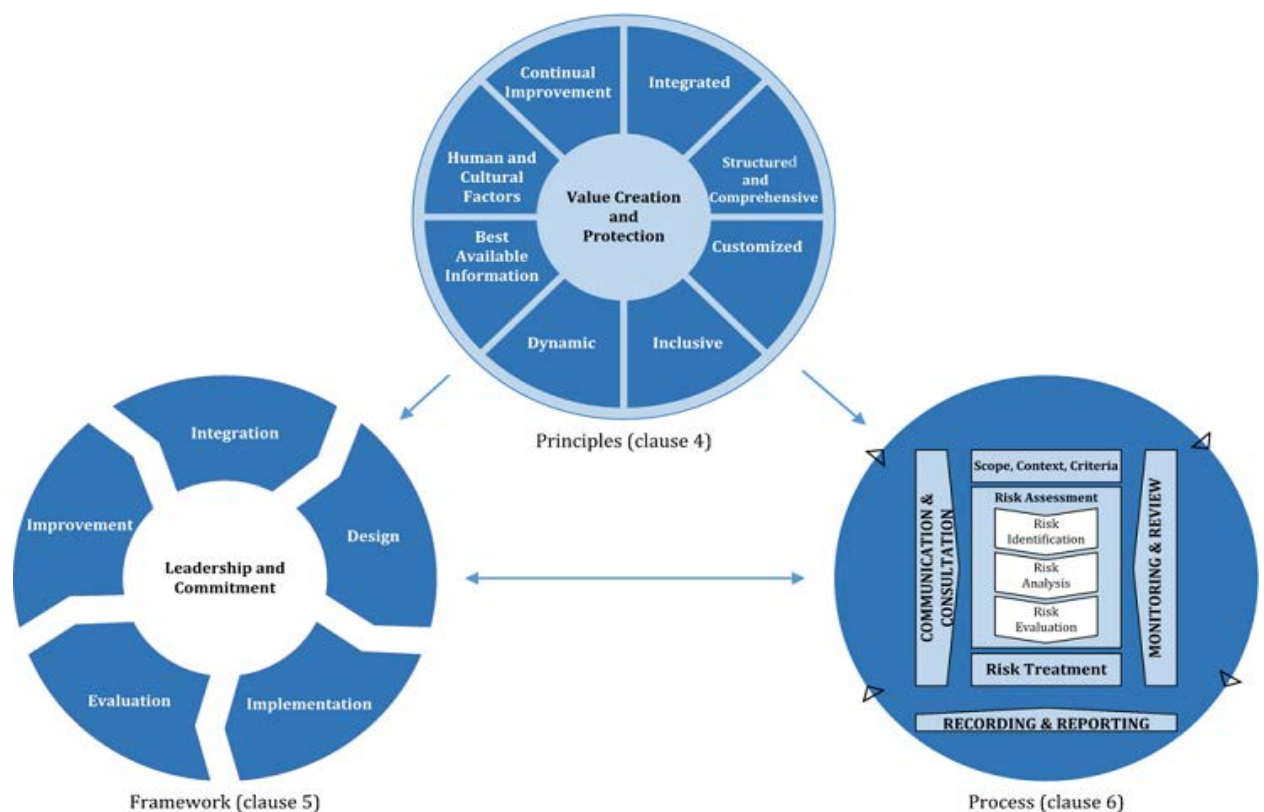 Continual
Improvement
Integrated
Human and
Cultural
Factors
Structured
and
Comprehensive
Value Creation
and
Protection
Best
Available
Information
Customized
Dynamic
Inclusive
Principles (clause 4)
Integration
Improvement
Design
Leadership and
Commitment
Evaluation
Implementation
Framework (clause 5)
Scope, Context, Criteria
COMMUNICATION &
CONSULTATION
Risk Assessment
Risk
Identification
Risk
Analysis
Risk
Evaluation
MONITORING & REVIEW
Risk Treatment
RECORDING & REPORTING
Process (clause 6)